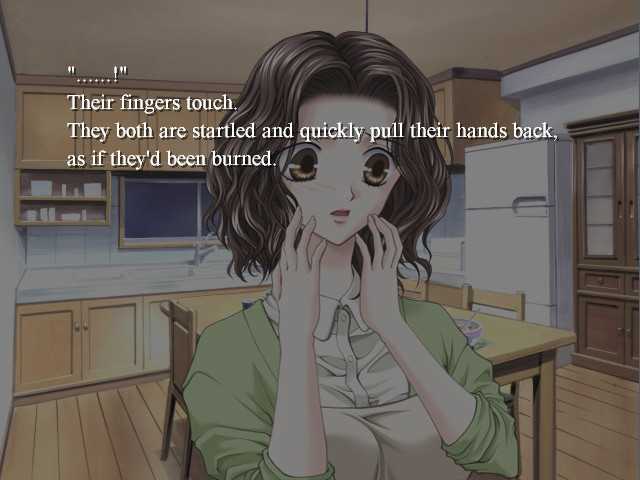 "......!"
Their fingers touch.
They both are startled and quickly pull their hands back,
as if they'd been burned.